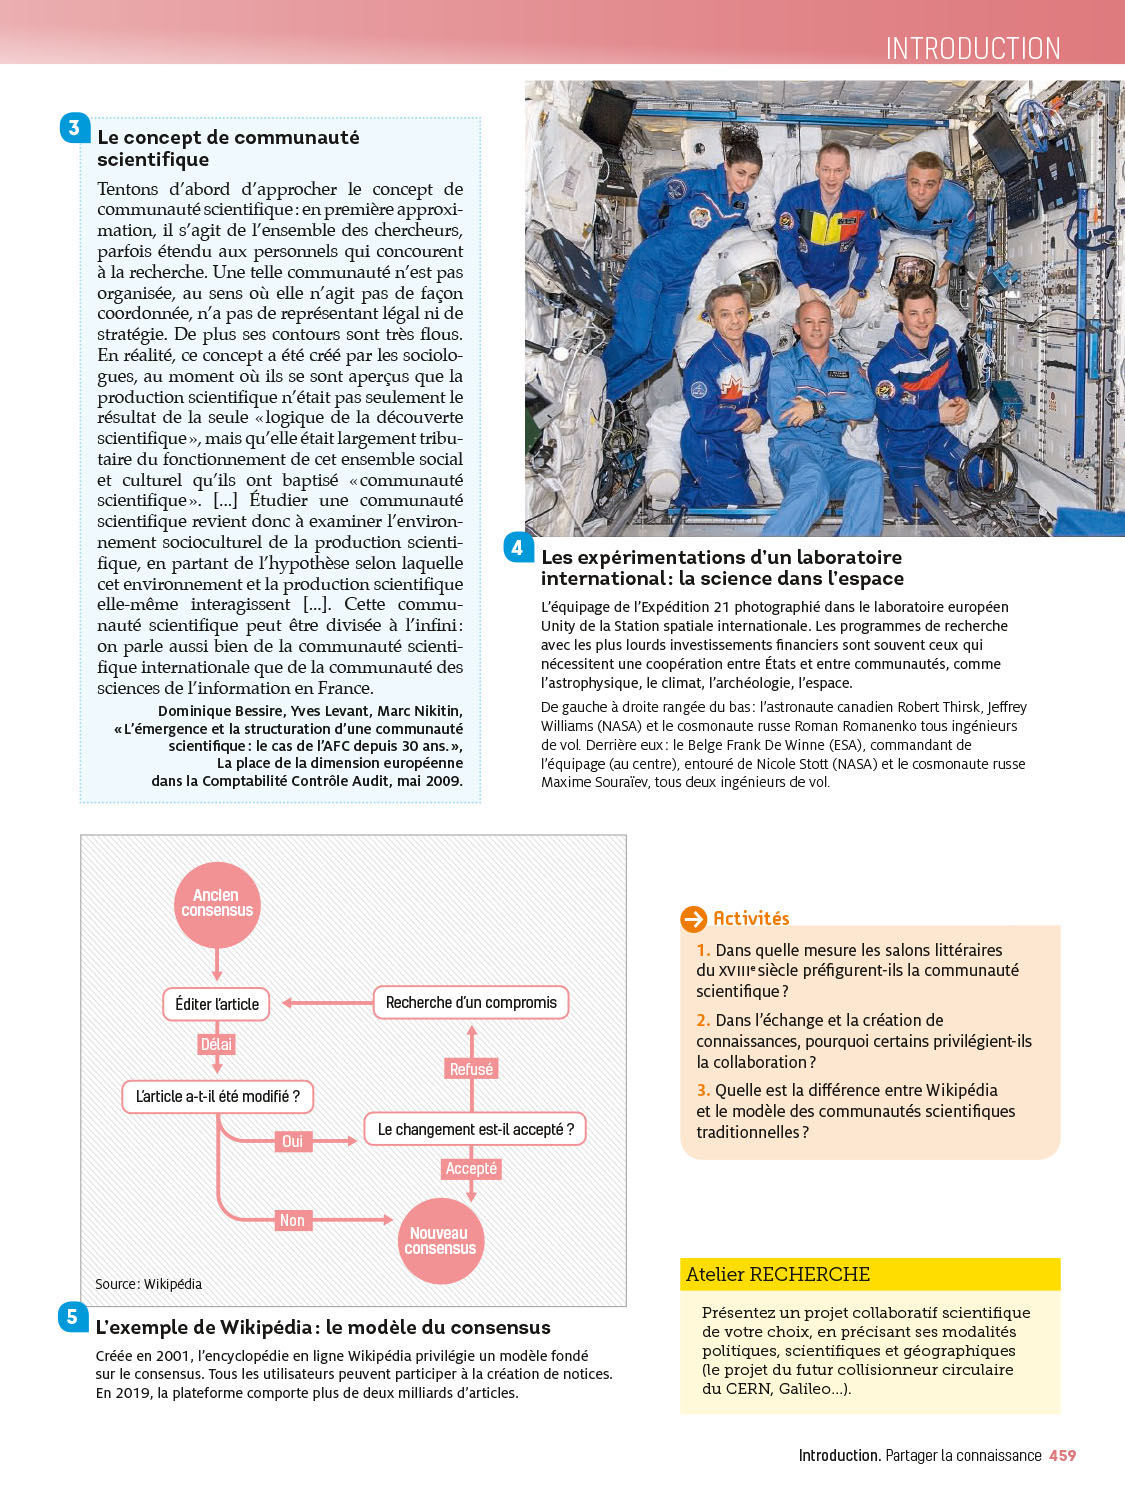 INTRODUCTION
3
Le concept de communauté
scientifique
Tentons d’abord d’approcher le concept de
communauté scientifique : en première approxi-
mation, il s’agit de l’ensemble des chercheurs,
parfois étendu aux personnels qui concourent
à la recherche. Une telle communauté n’est pas
organisée, au sens où elle n’agit pas de façon
coordonnée, n’a pas de représentant légal ni de
stratégie. De plus ses contours sont très flous.
En réalité, ce concept a été créé par les sociolo-
gues, au moment où ils se sont aperçus que la
production scientifique n’était pas seulement le
résultat de la seule « logique de la découverte
scientifique », mais qu’elle était largement tribu-
taire du fonctionnement de cet ensemble social
et culturel qu’ils ont baptisé « communauté
scientifique ». [...] Étudier une communauté
scientifique revient donc à examiner l’environ-
nement socioculturel de la production scienti-
fique, en partant de l’hypothèse selon laquelle
cet environnement et la production scientifique
elle-même interagissent [...]. Cette commu-
nauté scientifique peut être divisée à l’infini :
on parle aussi bien de la communauté scienti-
fique internationale que de la communauté des
sciences de l’information en France.
Dominique Bessire, Yves Levant, Marc Nikitin,
« L’émergence et la structuration d’une communauté
scientifique : le cas de l’AFC depuis 30 ans. »,
La place de la dimension européenne
dans la Comptabilité Contrôle Audit, mai 2009.
4
Les expérimentations d’un laboratoire
international : la science dans l’espace
L’équipage de l’Expédition 21 photographié dans le laboratoire européen
Unity de la Station spatiale internationale. Les programmes de recherche
avec les plus lourds investissements financiers sont souvent ceux qui
nécessitent une coopération entre États et entre communautés, comme
l’astrophysique, le climat, l’archéologie, l’espace.
De gauche à droite rangée du bas : l’astronaute canadien Robert Thirsk, Jeffrey
Williams (NASA) et le cosmonaute russe Roman Romanenko tous ingénieurs
de vol. Derrière eux : le Belge Frank De Winne (ESA), commandant de
l’équipage (au centre), entouré de Nicole Stott (NASA) et le cosmonaute russe
Maxime Souraïev, tous deux ingénieurs de vol.
Ancien
consensus
Éditer l’article
Recherche d’un compromis
Délai
Refusé
L’article a-t-il été modifié ?
Le changement est-il accepté ?
Oui
Accepté
Non
Nouveau
consensus
Source : Wikipédia
5
L’exemple de Wikipédia : le modèle du consensus
Créée en 2001, l’encyclopédie en ligne Wikipédia privilégie un modèle fondé
sur le consensus. Tous les utilisateurs peuvent participer à la création de notices.
En 2019, la plateforme comporte plus de deux milliards d’articles.
Activités
1. Dans quelle mesure les salons littéraires
du XVIIIe siècle préfigurent-ils la communauté
scientifique ?
2. Dans l’échange et la création de
connaissances, pourquoi certains privilégient-ils
la collaboration ?
3. Quelle est la différence entre Wikipédia
et le modèle des communautés scientifiques
traditionnelles ?
Atelier RECHERCHE
Présentez un projet collaboratif scientifique
de votre choix, en précisant ses modalités
politiques, scientifiques et géographiques
(le projet du futur collisionneur circulaire
du CERN, Galileo...).
Introduction. Partager la connaissance 459